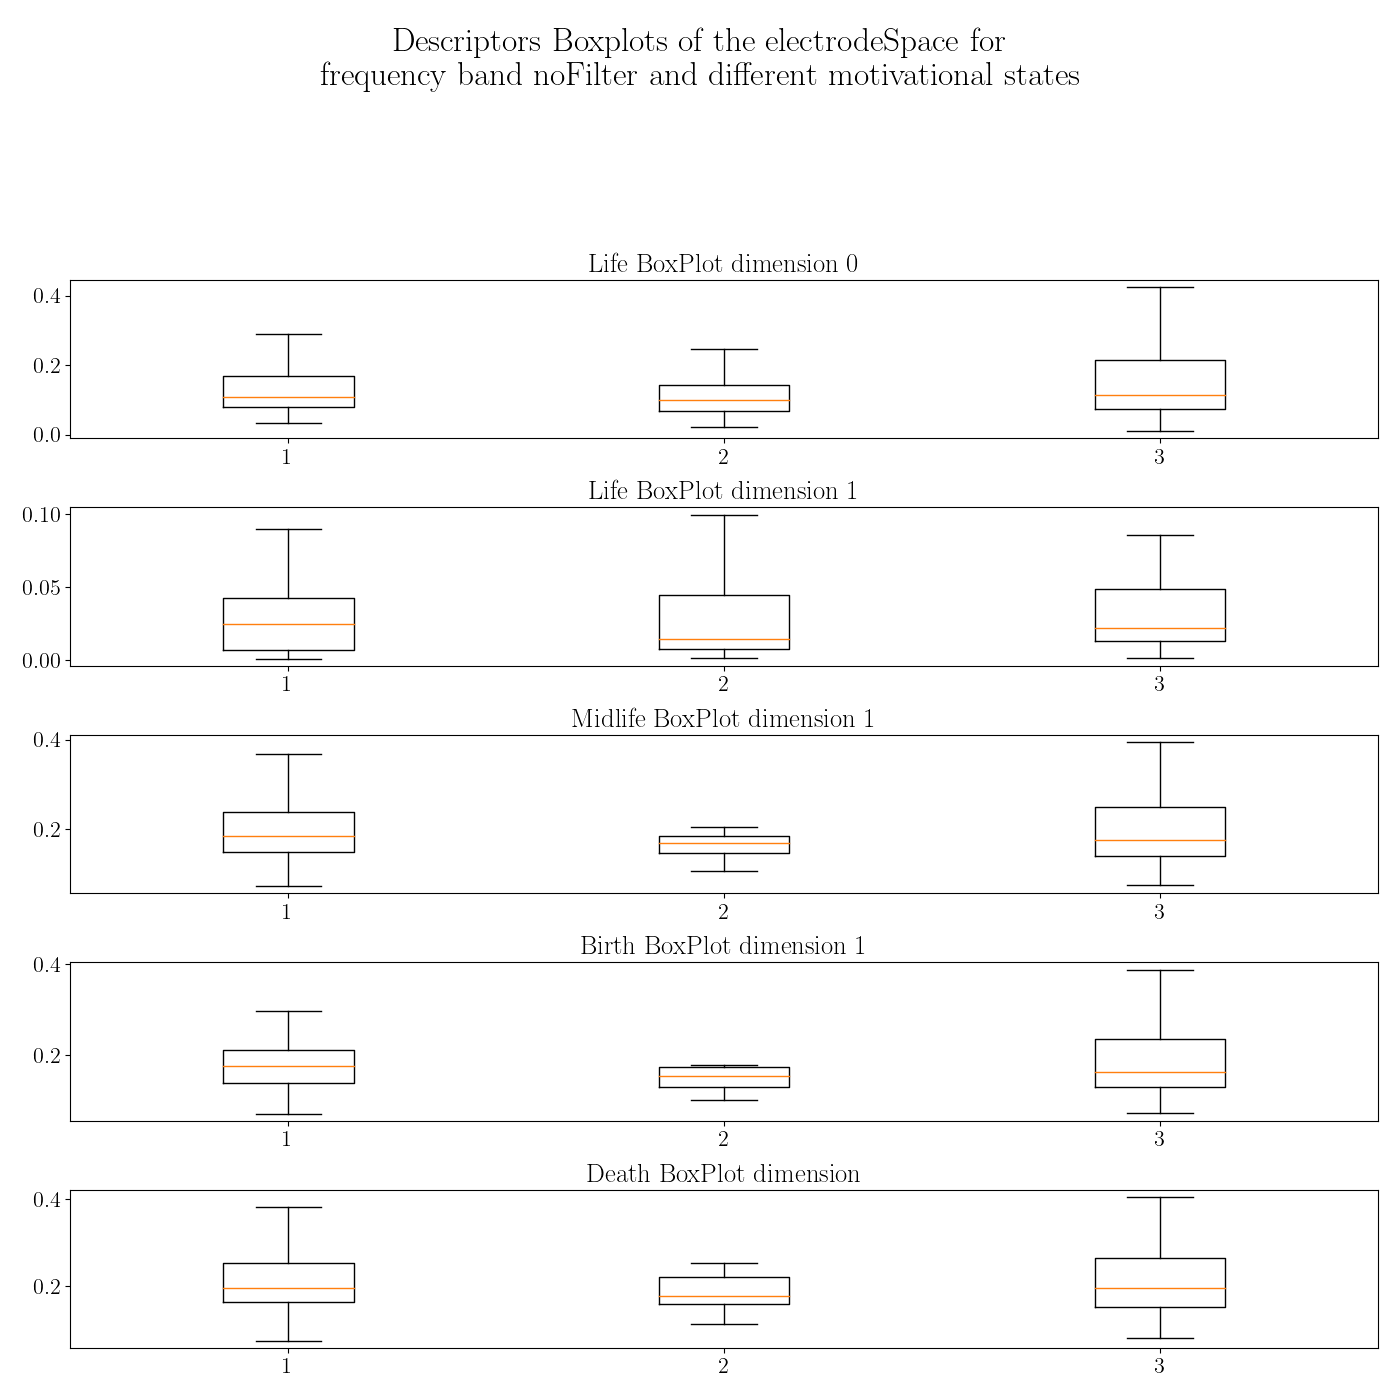 Descriptors Boxplots of the electrodeSpace for
frequency band noFilter and different motivational states
Life BoxPlot dimension 0
0.4
0.2
0.0
1 2 3
Life BoxPlot dimension 1
0.10
0.05
0.00
1 2 3
Midlife BoxPlot dimension 1
0.4
0.2
1 2 3
Birth BoxPlot dimension 1
0.4
0.2
1 2 3
Death BoxPlot dimension
0.4
0.2
1 2 3